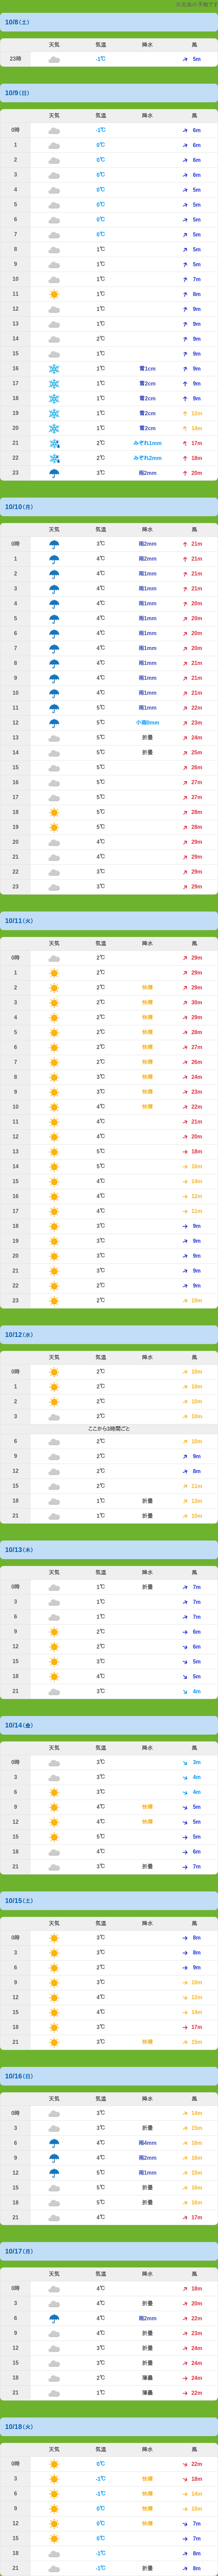 10/8(土)
天気 気温 降水 風
23時 -1℃ 5m
10/9(日)
天気 気温 降水 風
0時 -1℃ 6m
1 0℃ 6m
2 0℃ 6m
3 0℃ 6m
4 0℃ 5m
5 0℃ 5m
6 0℃ 5m
7 0℃ 5m
8 1℃ 5m
9 1℃ 5m
10 1℃ 7m
11 1℃ 8m
12 1℃ 9m
13 1℃ 9m
14 2℃ 9m
15 1℃ 9m
16 1℃ 雪1cm 9m
17 1℃ 雪2cm 9m
18 1℃ 雪2cm 9m
19 1℃ 雪2cm 12m
20 1℃ 雪2cm 14m
21 2℃ みぞれ1mm 17m
22 2℃ みぞれ2mm 18m
23 3℃ 雨2mm 20m
10/10(月)
天気 気温 降水 風
0時 3℃ 雨2mm 21m
1 4℃ 雨2mm 21m
2 4℃ 雨1mm 21m
3 4℃ 雨1mm 21m
4 4℃ 雨1mm 20m
5 4℃ 雨1mm 20m
6 4℃ 雨1mm 20m
7 4℃ 雨1mm 20m
8 4℃ 雨1mm 21m
9 4℃ 雨1mm 21m
10 4℃ 雨1mm 21m
11 5℃ 雨1mm 22m
12 5℃ 小雨0mm 23m
13 5℃ 折曇 24m
14 5℃ 折曇 25m
15 5℃ 26m
16 5℃ 27m
17 5℃ 27m
18 5℃ 28m
19 5℃ 28m
20 4℃ 29m
21 4℃ 29m
22 3℃ 29m
23 3℃ 29m
10/11(火)
天気 気温 降水 風
0時 2℃ 29m
1 2℃ 29m
2 2℃ 快晴 29m
3 2℃ 快晴 30m
4 2℃ 快晴 29m
5 2℃ 快晴 28m
6 2℃ 快晴 27m
7 2℃ 快晴 26m
8 3℃ 快晴 24m
9 3℃ 快晴 23m
10 4℃ 快晴 22m
11 4℃ 21m
12 4℃ 20m
13 5℃ 18m
14 5℃ 16m
15 4℃ 14m
16 4℃ 12m
17 4℃ 11m
18 3℃ 9m
19 3℃ 9m
20 3℃ 9m
21 3℃ 9m
22 2℃ 9m
23 2℃ 10m
10/12(水)
天気 気温 降水 風
0時 2℃ 10m
1 2℃ 10m
2 2℃ 10m
3 2℃ 10m
ここから3時間ごと
6 2℃ 10m
9 2℃ 9m
12 2℃ 8m
15 2℃ 11m
18 1℃ 折曇 13m
21 1℃ 折曇 10m
10/13(木)
天気 気温 降水 風
0時 1℃ 折曇 7m
3 1℃ 7m
6 1℃ 7m
9 2℃ 6m
12 2℃ 6m
15 3℃ 5m
18 4℃ 5m
21 3℃ 4m
10/14(金)
天気 気温 降水 風
0時 3℃ 3m
3 3℃ 4m
6 3℃ 4m
9 4℃ 快晴 5m
12 4℃ 快晴 5m
15 5℃ 5m
18 4℃ 6m
21 3℃ 折曇 7m
10/15(土)
天気 気温 降水 風
0時 3℃ 8m
3 3℃ 8m
6 2℃ 9m
9 3℃ 10m
12 4℃ 12m
15 4℃ 14m
18 3℃ 17m
21 3℃ 快晴 15m
10/16(日)
天気 気温 降水 風
0時 3℃ 14m
3 3℃ 折曇 15m
6 4℃ 雨4mm 16m
9 4℃ 雨2mm 16m
12 5℃ 雨1mm 15m
15 5℃ 折曇 16m
18 5℃ 折曇 16m
21 4℃ 17m
10/17(月)
天気 気温 降水 風
0時 4℃ 18m
3 4℃ 折曇 20m
6 4℃ 雨2mm 22m
9 4℃ 折曇 23m
12 3℃ 折曇 24m
15 3℃ 折曇 24m
18 2℃ 薄曇 24m
21 1℃ 薄曇 22m
10/18(火)
天気 気温 降水 風
0時 0℃ 22m
3 -1℃ 快晴 18m
6 -1℃ 快晴 14m
9 0℃ 快晴 10m
12 0℃ 快晴 7m
15 0℃ 7m
18 -1℃ 8m
21 -1℃ 折曇 8m